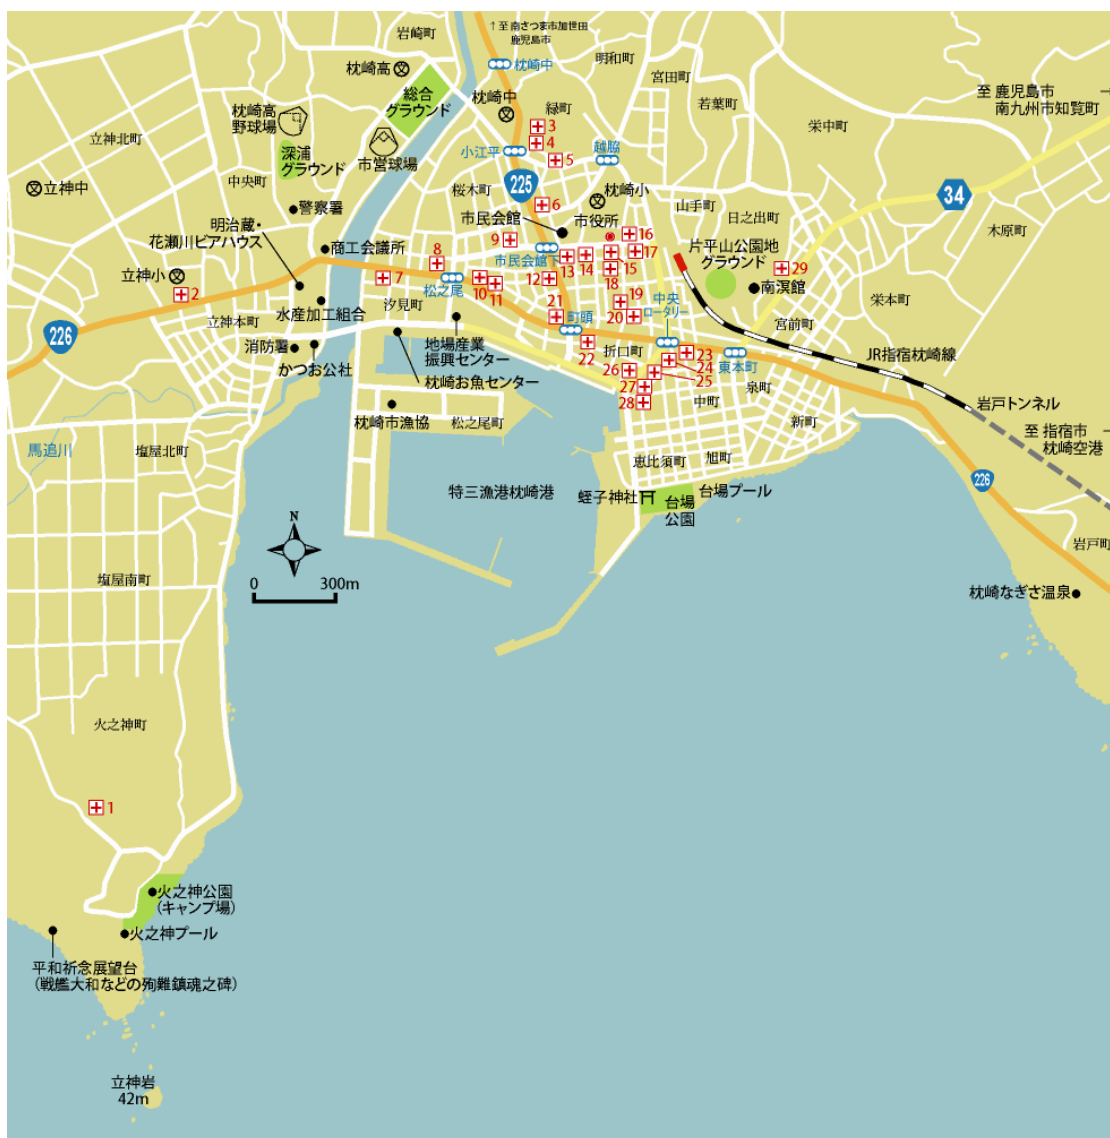 岩崎町
↑至 南さつま市加世田
鹿児島市
枕崎中
明和町
宮田町
枕崎高
総合
グラウンド
枕崎中
緑町
若葉町
至 鹿児島市
南九州市知覧町
→
栄中町
枕崎高
野球場
立神北町
市営球場
3
4
5
小江平
越脇
深浦
グラウンド
中央町
立神中
桜木町
225
枕崎小
34
警察署
6
山手町
日之出町
木原町
市民会館
市役所
明治蔵・
花瀬川ビアハウス
商工会議所
8
9
市民会館下
16
17
片平山公園地
グラウンド
29
立神小
2
7
松之尾
10
11
12
13
14
15
18
南溟館
栄本町
水産加工組合
汐見町
21
19
20
中央
ロータリー
宮前町
226
立神本町
町頭
消防署
かつお公社
地場産業
振興センター
22
折口町
23
24
25
東本町
JR指宿枕崎線
枕崎お魚センター
26
27
28
中町
泉町
岩戸トンネル
枕崎市漁協
松之尾町
新町
至 指宿市
枕崎空港
→
馬追川
塩屋北町
恵比須町
旭町
226
特三漁港枕崎港
蛭子神社
台場
公園
台場プール
N
岩戸町
0
300m
塩屋南町
枕崎なぎさ温泉
火之神町
1
火之神公園
(キャンプ場)
火之神プール
平和祈念展望台
(戦艦大和などの殉難鎮魂之碑)
立神岩
42m